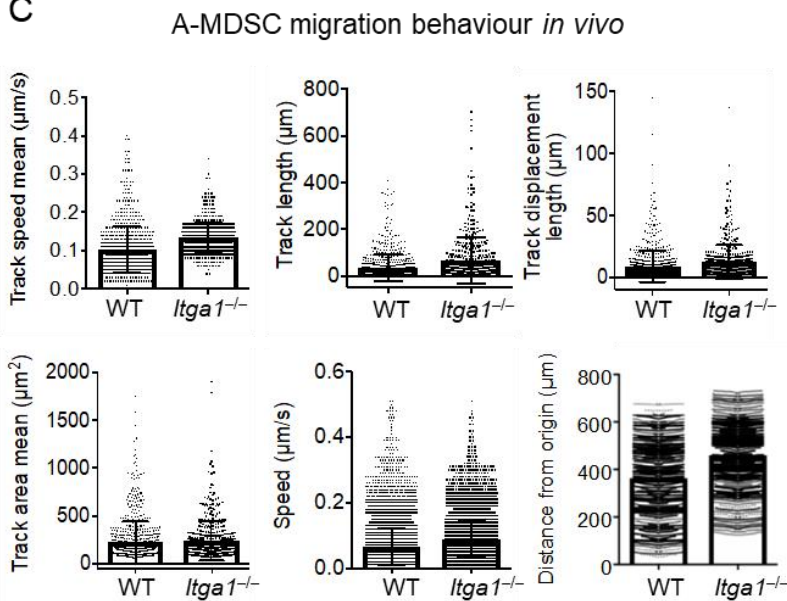 C
A-MDSC migration behaviour in vivo
Track speed mean (µm/s)
0.5
0.4
0.3
0.2
0.1
0.0
WT
Itga1–/–
Track length (µm)
800
600
400
200
0
WT
Itga1–/–
Track displacement
length (µm)
150
100
50
0
WT
Itga1–/–
Track area mean (µm²)
2000
1500
1000
500
0
WT
Itga1–/–
Speed (µm/s)
0.6
0.4
0.2
0.0
WT
Itga1–/–
Distance from origin (µm)
800
600
400
200
0
WT
Itga1–/–